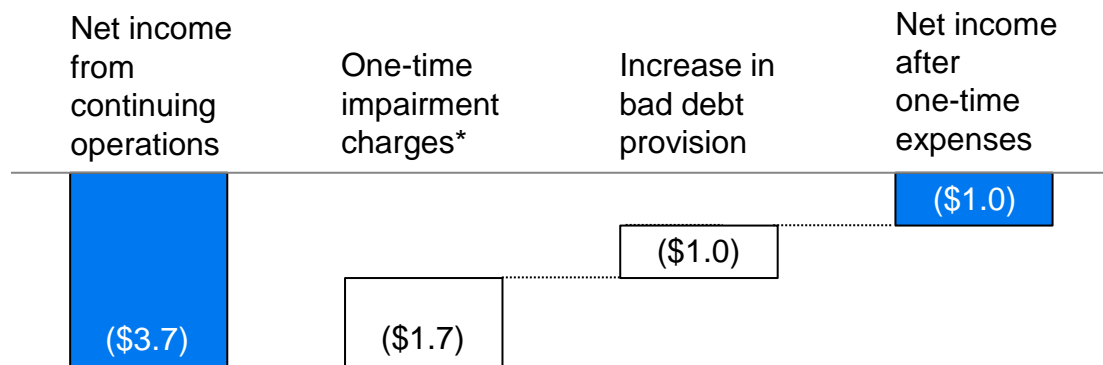 Net income
from
continuing
operations
One-time
impairment
charges*
Increase in
bad debt
provision
Net income
after
one-time
expenses
($3.7)
($1.7)
($1.0)
($1.0)